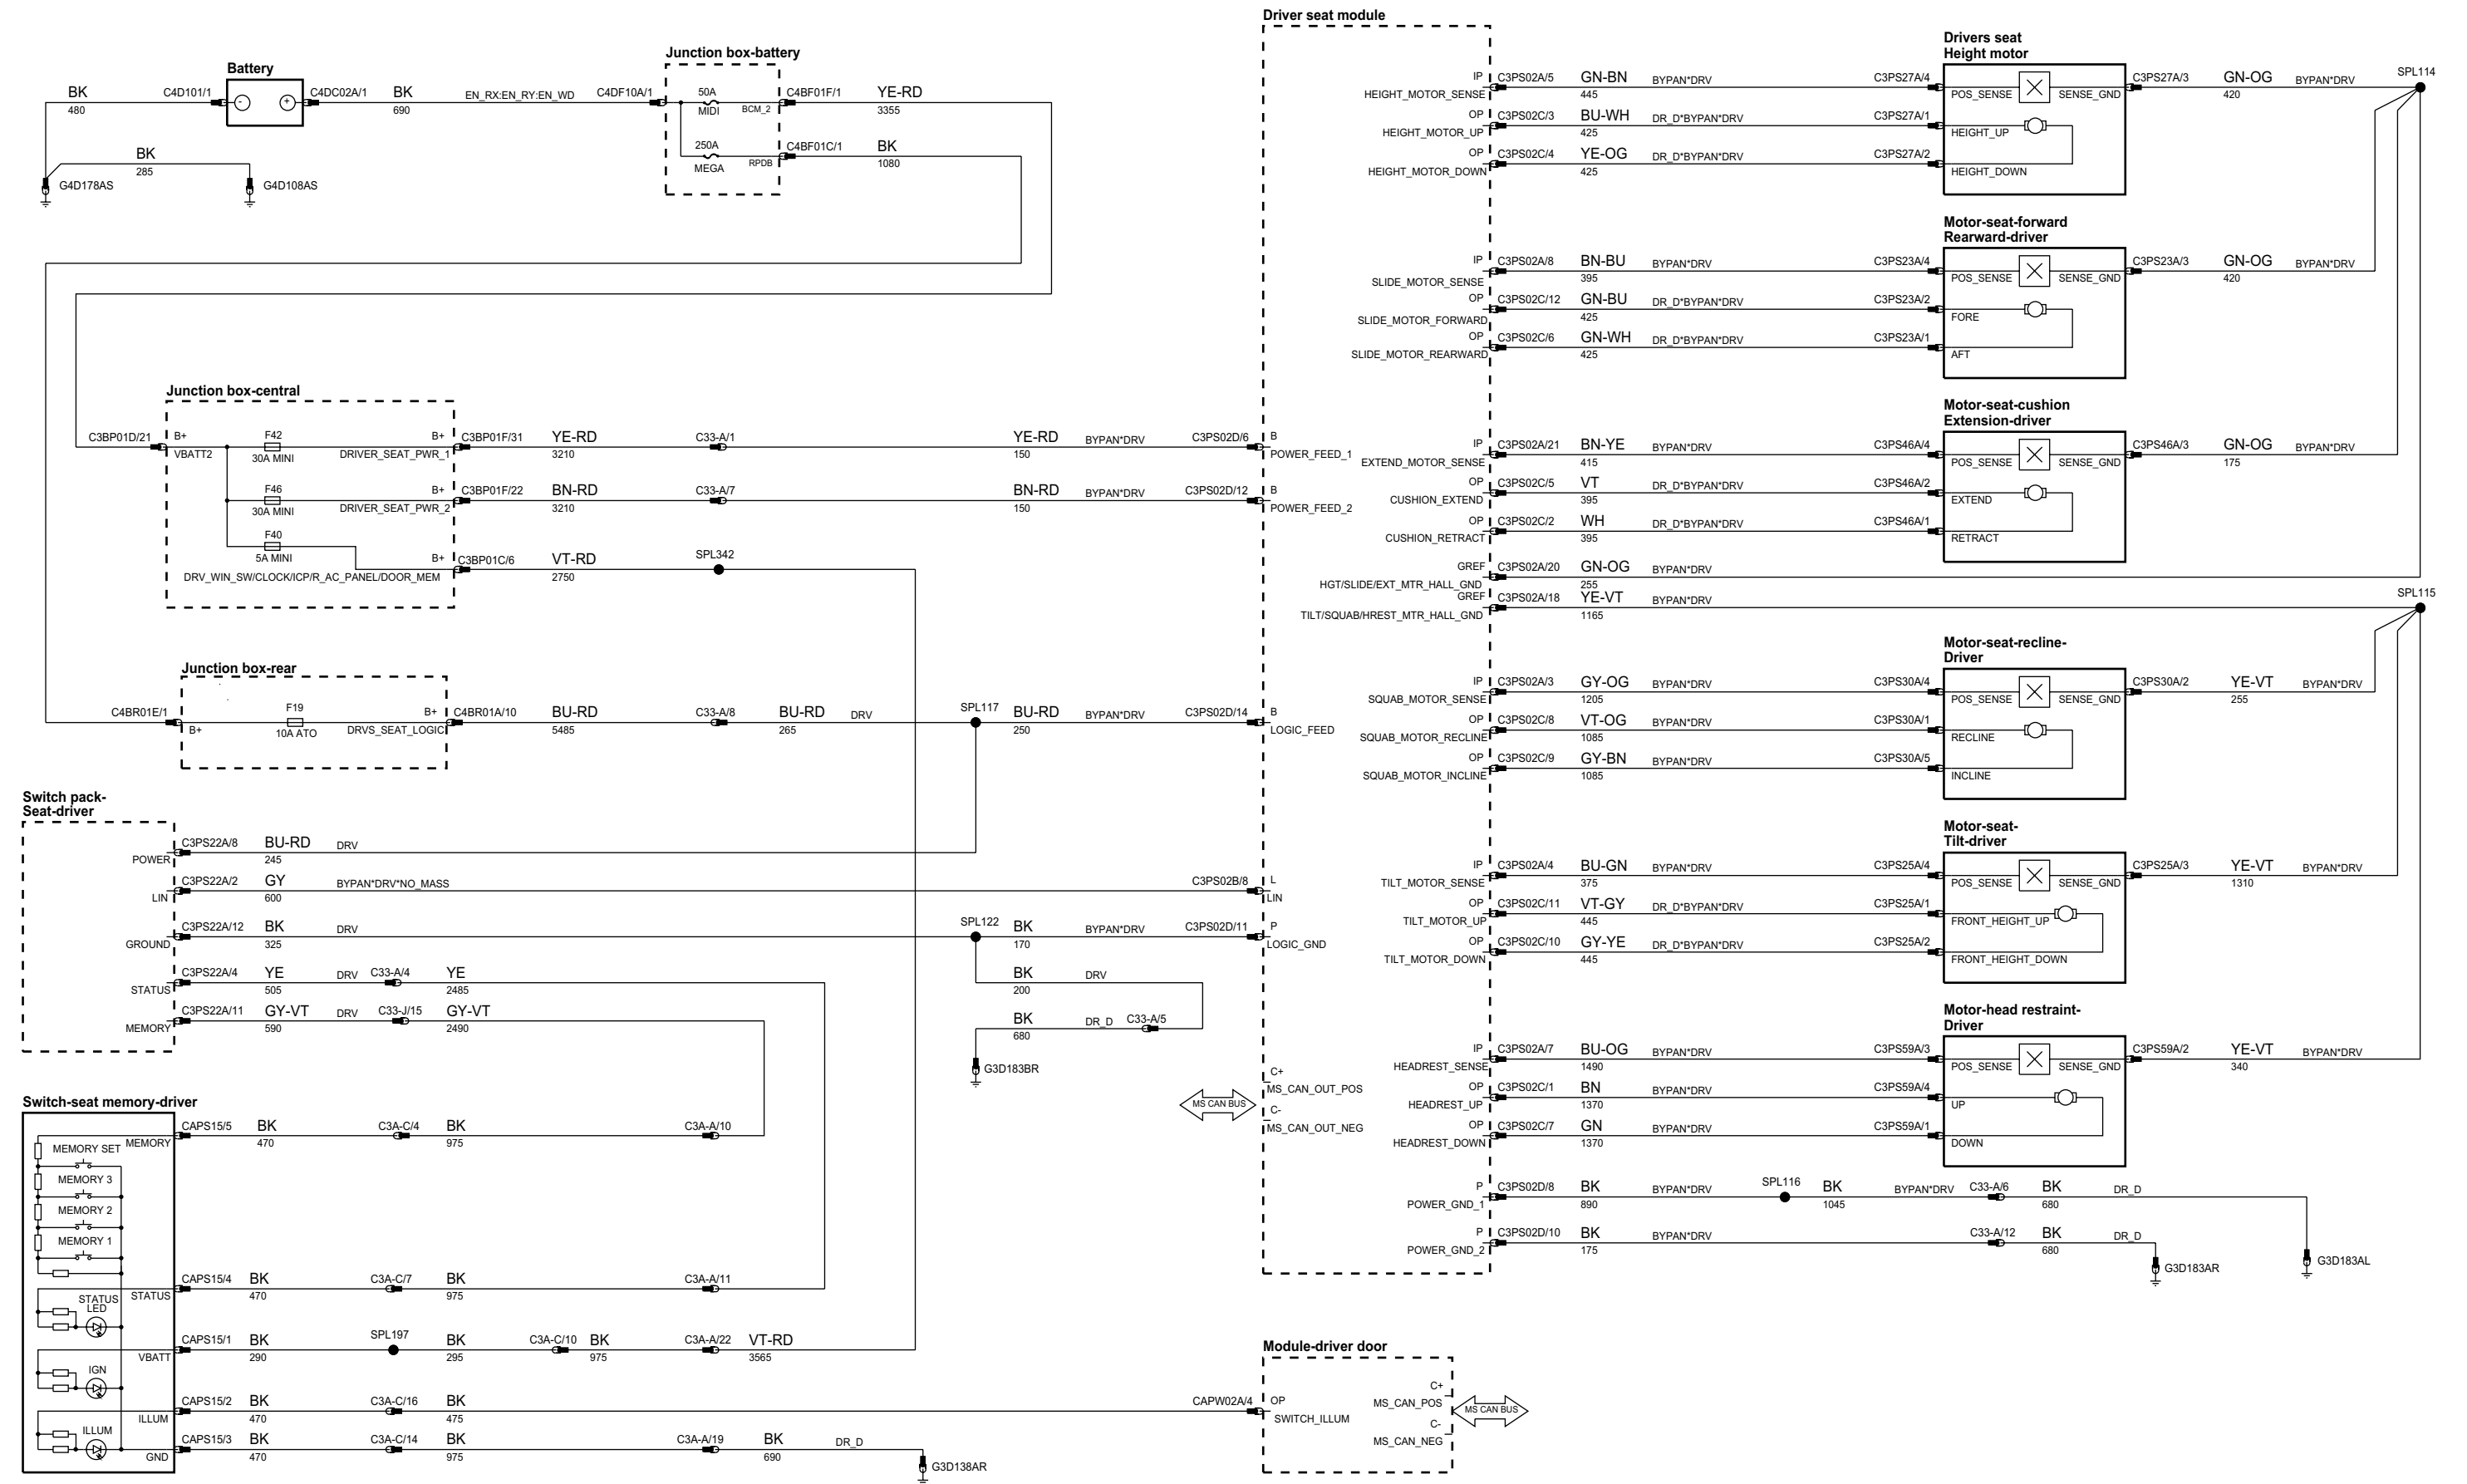 Driver seat module
Junction box-battery
Battery
BK
480
C4D101/1
-
+
C4DC02A/1
BK
690
EN_RX:EN_RY:EN_WD
C4DF10A/1
50A
MIDI
BCM_2
C4BF01F/1
YE-RD
3355
250A
MEGA
RPDB
C4BF01C/1
BK
1080
BK
285
G4D178AS
G4D108AS
Junction box-central
C3BP01D/21
B+
VBATT2
F42
30A MINI
B+
DRIVER_SEAT_PWR_1
C3BP01F/31
YE-RD
3210
C33-A/1
YE-RD
150
BYPAN*DRV
C3PS02D/6
B
POWER_FEED_1
F46
30A MINI
B+
DRIVER_SEAT_PWR_2
C3BP01F/22
BN-RD
3210
C33-A/7
BN-RD
150
BYPAN*DRV
C3PS02D/12
B
POWER_FEED_2
F40
5A MINI
B+
DRV_WIN_SW/CLOCK/ICP/R_AC_PANEL/DOOR_MEM
C3BP01C/6
VT-RD
2750
SPL342
Junction box-rear
C4BR01E/1
B+
F19
10A ATO
B+
DRVS_SEAT_LOGIC
C4BR01A/10
BU-RD
5485
C33-A/8
BU-RD
265
DRV
SPL117
BU-RD
250
BYPAN*DRV
C3PS02D/14
B
LOGIC_FEED
Switch pack-
Seat-driver
POWER
C3PS22A/8
BU-RD
245
DRV
LIN
C3PS22A/2
GY
600
BYPAN*DRV*NO_MASS
C3PS02B/8
L
LIN
GROUND
C3PS22A/12
BK
325
DRV
SPL122
BK
170
BYPAN*DRV
C3PS02D/11
P
LOGIC_GND
STATUS
C3PS22A/4
YE
505
DRV
C33-A/4
YE
2485
BK
200
DRV
MEMORY
C3PS22A/11
GY-VT
590
DRV
C33-J/15
GY-VT
2490
BK
680
DR_D
C33-A/5
G3D183BR
C+
MS_CAN_OUT_POS
C-
MS_CAN_OUT_NEG
MS CAN BUS
Switch-seat memory-driver
MEMORY
MEMORY SET
MEMORY 3
MEMORY 2
MEMORY 1
CAPS15/5
BK
470
C3A-C/4
BK
975
C3A-A/10
STATUS
STATUS
LED
CAPS15/4
BK
470
C3A-C/7
BK
975
C3A-A/11
VBATT
IGN
CAPS15/1
BK
290
SPL197
BK
295
C3A-C/10
BK
975
C3A-A/22
VT-RD
3565
ILLUM
ILLUM
CAPS15/2
BK
470
C3A-C/16
BK
475
CAPW02A/4
GND
CAPS15/3
BK
470
C3A-C/14
BK
975
C3A-A/19
BK
690
DR_D
G3D138AR
Module-driver door
OP
SWITCH_ILLUM
C+
MS_CAN_POS
C-
MS_CAN_NEG
MS CAN BUS
Drivers seat
Height motor
IP
HEIGHT_MOTOR_SENSE
C3PS02A/5
GN-BN
445
BYPAN*DRV
C3PS27A/4
POS_SENSE
SENSE_GND
C3PS27A/3
GN-OG
420
BYPAN*DRV
SPL114
OP
HEIGHT_MOTOR_UP
C3PS02C/3
BU-WH
425
DR_D*BYPAN*DRV
C3PS27A/1
HEIGHT_UP
OP
HEIGHT_MOTOR_DOWN
C3PS02C/4
YE-OG
425
DR_D*BYPAN*DRV
C3PS27A/2
HEIGHT_DOWN
Motor-seat-forward
Rearward-driver
IP
SLIDE_MOTOR_SENSE
C3PS02A/8
BN-BU
395
BYPAN*DRV
C3PS23A/4
POS_SENSE
SENSE_GND
C3PS23A/3
GN-OG
420
BYPAN*DRV
OP
SLIDE_MOTOR_FORWARD
C3PS02C/12
GN-BU
425
DR_D*BYPAN*DRV
C3PS23A/2
FORE
OP
SLIDE_MOTOR_REARWARD
C3PS02C/6
GN-WH
425
DR_D*BYPAN*DRV
C3PS23A/1
AFT
Motor-seat-cushion
Extension-driver
IP
EXTEND_MOTOR_SENSE
C3PS02A/21
BN-YE
415
BYPAN*DRV
C3PS46A/4
POS_SENSE
SENSE_GND
C3PS46A/3
GN-OG
175
BYPAN*DRV
OP
CUSHION_EXTEND
C3PS02C/5
VT
395
DR_D*BYPAN*DRV
C3PS46A/2
EXTEND
OP
CUSHION_RETRACT
C3PS02C/2
WH
395
DR_D*BYPAN*DRV
C3PS46A/1
RETRACT
GREF
HGT/SLIDE/EXT_MTR_HALL_GND
C3PS02A/20
GN-OG
255
BYPAN*DRV
GREF
TILT/SQUAB/HREST_MTR_HALL_GND
C3PS02A/18
YE-VT
1165
BYPAN*DRV
SPL115
Motor-seat-recline-
Driver
IP
SQUAB_MOTOR_SENSE
C3PS02A/3
GY-OG
1205
BYPAN*DRV
C3PS30A/4
POS_SENSE
SENSE_GND
C3PS30A/2
YE-VT
255
BYPAN*DRV
OP
SQUAB_MOTOR_RECLINE
C3PS02C/8
VT-OG
1085
BYPAN*DRV
C3PS30A/1
RECLINE
OP
SQUAB_MOTOR_INCLINE
C3PS02C/9
GY-BN
1085
BYPAN*DRV
C3PS30A/5
INCLINE
Motor-seat-
Tilt-driver
IP
TILT_MOTOR_SENSE
C3PS02A/4
BU-GN
375
BYPAN*DRV
C3PS25A/4
POS_SENSE
SENSE_GND
C3PS25A/3
YE-VT
1310
BYPAN*DRV
OP
TILT_MOTOR_UP
C3PS02C/11
VT-GY
445
DR_D*BYPAN*DRV
C3PS25A/1
FRONT_HEIGHT_UP
OP
TILT_MOTOR_DOWN
C3PS02C/10
GY-YE
445
DR_D*BYPAN*DRV
C3PS25A/2
FRONT_HEIGHT_DOWN
Motor-head restraint-
Driver
IP
HEADREST_SENSE
C3PS02A/7
BU-OG
1490
BYPAN*DRV
C3PS59A/3
POS_SENSE
SENSE_GND
C3PS59A/2
YE-VT
340
BYPAN*DRV
OP
HEADREST_UP
C3PS02C/1
BN
1370
BYPAN*DRV
C3PS59A/4
UP
OP
HEADREST_DOWN
C3PS02C/7
GN
1370
BYPAN*DRV
C3PS59A/1
DOWN
P
POWER_GND_1
C3PS02D/8
BK
890
BYPAN*DRV
SPL116
BK
1045
BYPAN*DRV
C33-A/6
BK
680
DR_D
G3D183AL
P
POWER_GND_2
C3PS02D/10
BK
175
BYPAN*DRV
C33-A/12
BK
680
DR_D
G3D183AR